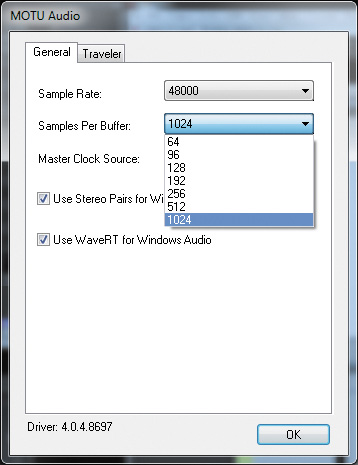 MOTU Audio
General Traveler
Sample Rate: 48000
Samples Per Buffer: 1024
64
96
Master Clock Source: 128
192
Use Stereo Pairs for Wi 256
512
1024
Use WaveRT for Windows Audio
Driver: 4.0.4.8697
OK